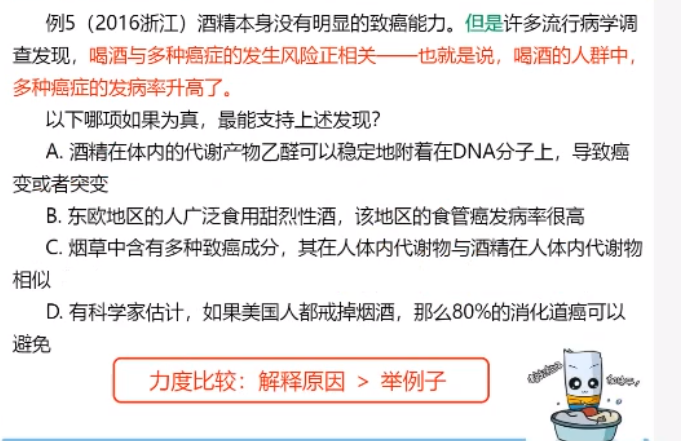 例5（2016浙江）酒精本身没有明显的致癌能力。但是许多流行病学调
查发现，喝酒与多种癌症的发生风险正相关——也就是说，喝酒的人群中，
多种癌症的发病率升高了。
以下哪项如果为真，最能支持上述发现？
A. 酒精在体内的代谢产物乙醛可以稳定地附着在DNA分子上，导致癌
变或者突变
B. 东欧地区的人广泛食用甜烈性酒，该地区的食管癌发病率很高
C. 烟草中含有多种致癌成分，其在人体内代谢物与酒精在人体内代谢物
相似
D. 有科学家估计，如果美国人都戒掉烟酒，那么80%的消化道癌可以
避免
力度比较：解释原因 > 举例子